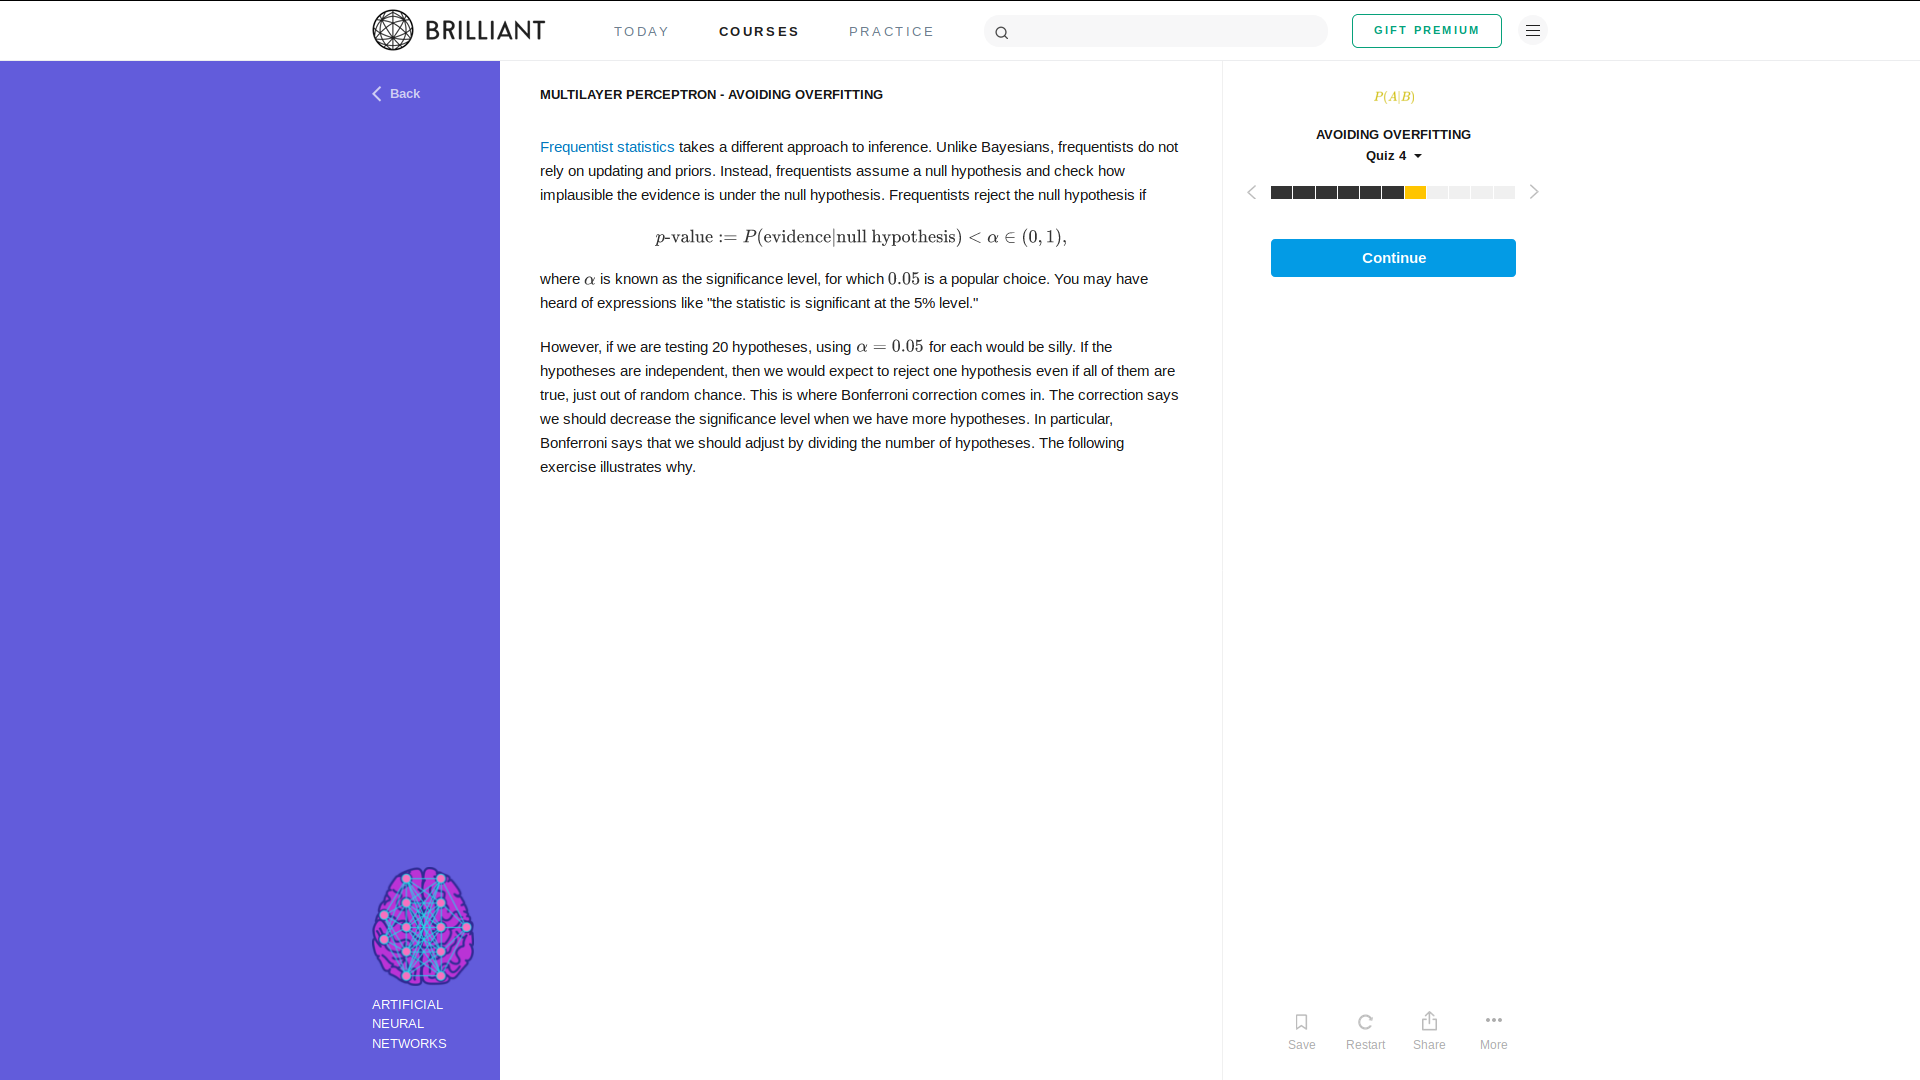 BRILLIANT
TODAY
COURSES
PRACTICE
GIFT PREMIUM
Back
MULTILAYER PERCEPTRON - AVOIDING OVERFITTING
Frequentist statistics takes a different approach to inference. Unlike Bayesians, frequentists do not
rely on updating and priors. Instead, frequentists assume a null hypothesis and check how
implausible the evidence is under the null hypothesis. Frequentists reject the null hypothesis if
p-value := P(evidence|null hypothesis) < α ∈ (0, 1),
where α is known as the significance level, for which 0.05 is a popular choice. You may have
heard of expressions like "the statistic is significant at the 5% level."
However, if we are testing 20 hypotheses, using α = 0.05 for each would be silly. If the
hypotheses are independent, then we would expect to reject one hypothesis even if all of them are
true, just out of random chance. This is where Bonferroni correction comes in. The correction says
we should decrease the significance level when we have more hypotheses. In particular,
Bonferroni says that we should adjust by dividing the number of hypotheses. The following
exercise illustrates why.
P(A|B)
AVOIDING OVERFITTING
Quiz 4
Continue
ARTIFICIAL
NEURAL
NETWORKS
Save
Restart
Share
More